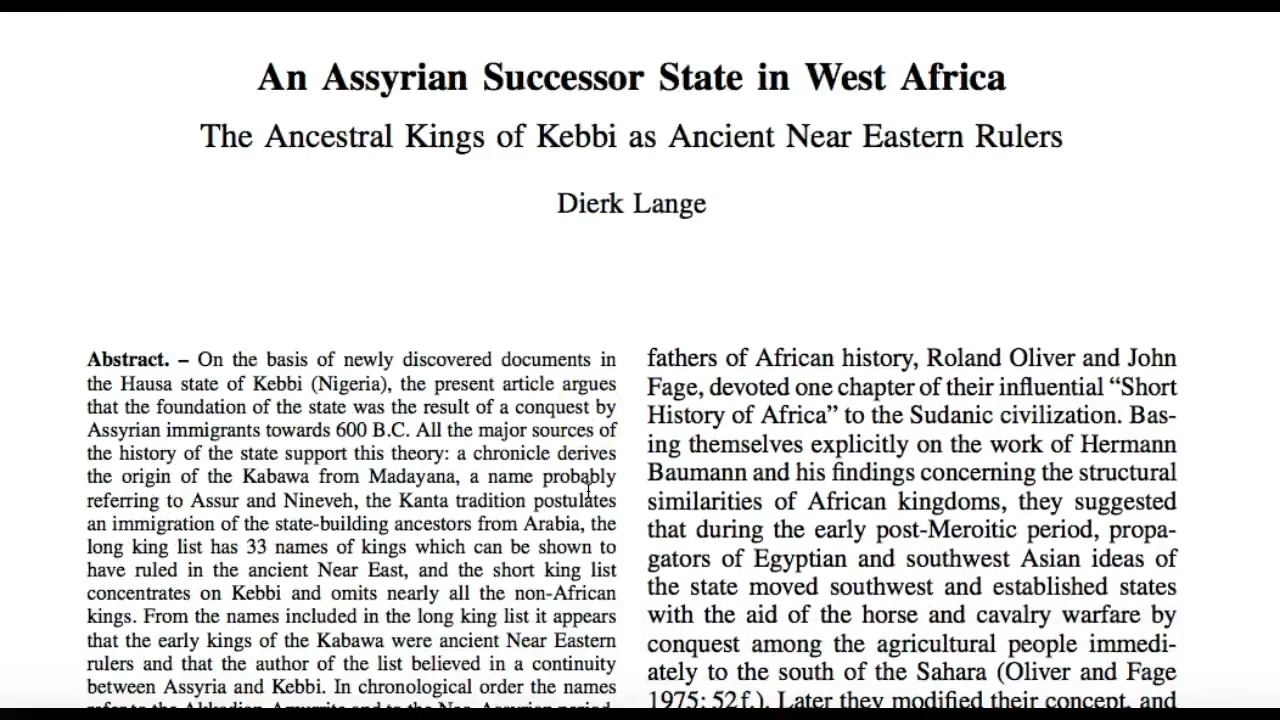 An Assyrian Successor State in West Africa
The Ancestral Kings of Kebbi as Ancient Near Eastern Rulers
Dierk Lange
Abstract. – On the basis of newly discovered documents in
the Hausa state of Kebbi (Nigeria), the present article argues
that the foundation of the state was the result of a conquest by
Assyrian immigrants towards 600 B.C. All the major sources of
the history of the state support this theory: a chronicle derives
the origin of the Kabawa from Madayana, a name probably
referring to Assur and Nineveh, the Kanta tradition postulates
an immigration of the state-building ancestors from Arabia, the
long king list has 33 names of kings which can be shown to
have ruled in the ancient Near East, and the short king list
concentrates on Kebbi and omits nearly all the non-African
kings. From the names included in the long king list it appears
that the early kings of the Kabawa were ancient Near Eastern
rulers and that the author of the list believed in a continuity
between Assyria and Kebbi. In chronological order the names
fathers of African history, Roland Oliver and John
Fage, devoted one chapter of their influential “Short
History of Africa” to the Sudanic civilization. Bas-
ing themselves explicitly on the work of Hermann
Baumann and his findings concerning the structural
similarities of African kingdoms, they suggested
that during the early post-Meroitic period, propa-
gators of Egyptian and southwest Asian ideas of
the state moved southwest and established states
with the aid of the horse and cavalry warfare by
conquest among the agricultural people immedi-
ately to the south of the Sahara (Oliver and Fage
1975: 52 f.). Later they modified their concept, and